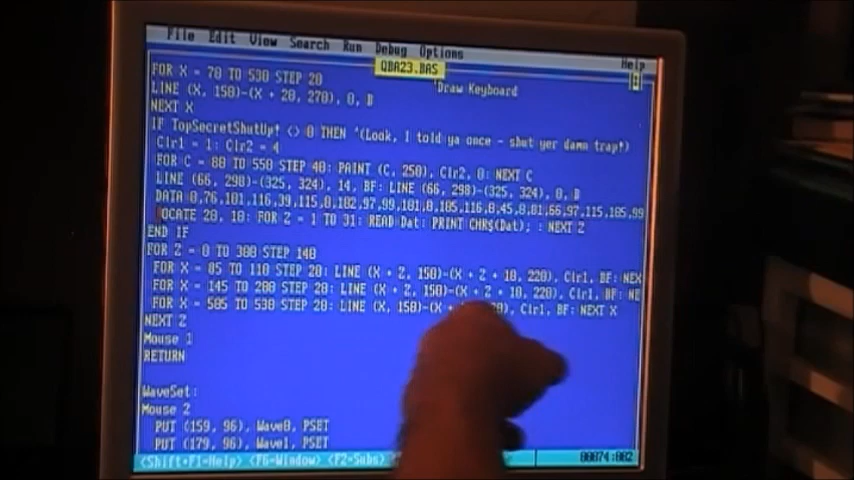 File Edit View Search Run Debug Options Help
QBA23.BAS
FOR X = 70 TO 530 STEP 20 'Draw Keyboard
LINE (X, 150)-(X + 20, 270), 0, B
NEXT X
IF TopSecretShutUp! <> 0 THEN '(Look, I told ya once - shut yer damn trap!)
Clr1 = 1: Clr2 = 4
FOR C = 80 TO 550 STEP 40: PAINT (C, 250), Clr2, 0: NEXT C
LINE (66, 298)-(325, 324), 14, BF: LINE (66, 298)-(325, 324), 0, B
DATA 8,76,101,116,39,115,8,102,97,99,101,8,105,116,8,45,8,81,66,97,115,105,99
LOCATE 20, 10: FOR Z = 1 TO 31: READ Dat: PRINT CHR$(Dat); : NEXT Z
END IF
FOR Z = 0 TO 300 STEP 140
FOR X = 85 TO 110 STEP 20: LINE (X + Z, 150)-(X + Z + 10, 220), Clr1, BF: NEX
FOR X = 145 TO 200 STEP 20: LINE (X + Z, 150)-(X + Z + 10, 220), Clr1, BF: NE
FOR X = 505 TO 530 STEP 20: LINE (X, 150)-(X Clr1, BF: NEXT X
NEXT Z
Mouse 1
RETURN
WaveSet:
Mouse 2
PUT (159, 96), Wave0, PSET
PUT (179, 96), Wave1, PSET
<Shift+F1=Help> <F6=Window> <F2=Subs> 00074:002